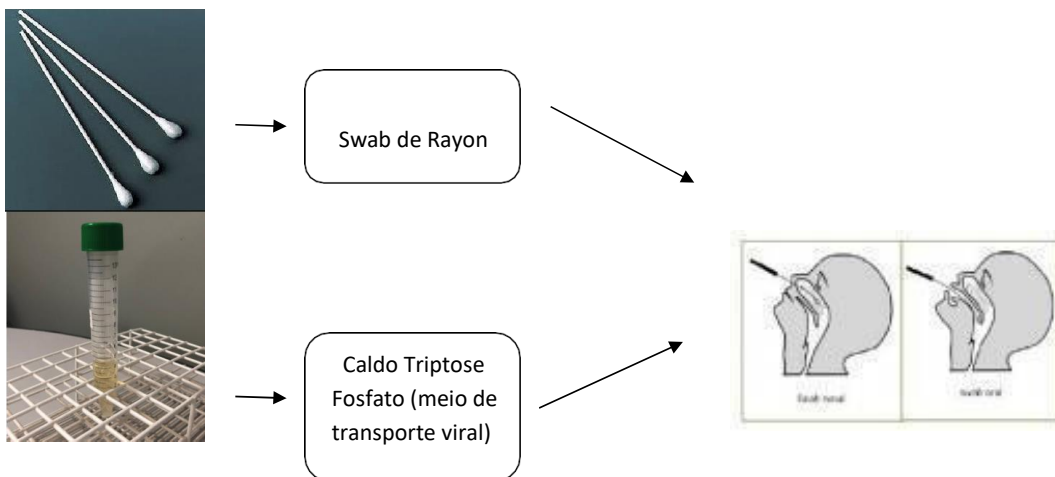 Swab de Rayon
Caldo Triptose
Fosfato (meio de
transporte viral)
Swab nasal
swab oral